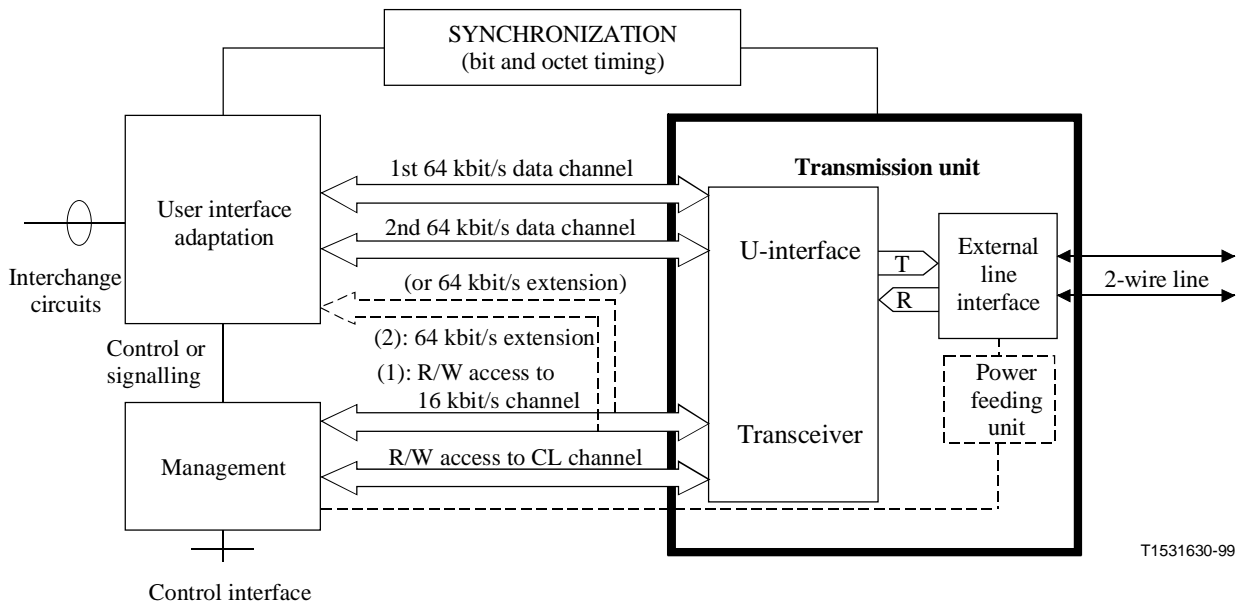 SYNCHRONIZATION
(bit and octet timing)
Transmission unit
1st 64 kbit/s data channel
User interface
adaptation
2nd 64 kbit/s data channel
U-interface
T
R
External
line
interface
2-wire line
Interchange
circuits
(or 64 kbit/s extension)
(2): 64 kbit/s extension
Control or
signalling
(1): R/W access to
16 kbit/s channel
Power
feeding
unit
Transceiver
Management
R/W access to CL channel
Control interface
T1531630-99